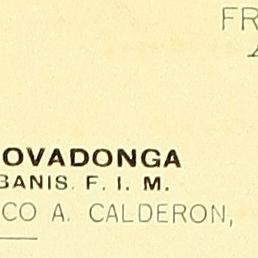 FR
OVADONGA
BANIS. F. I. M.
CO A. CALDERON,